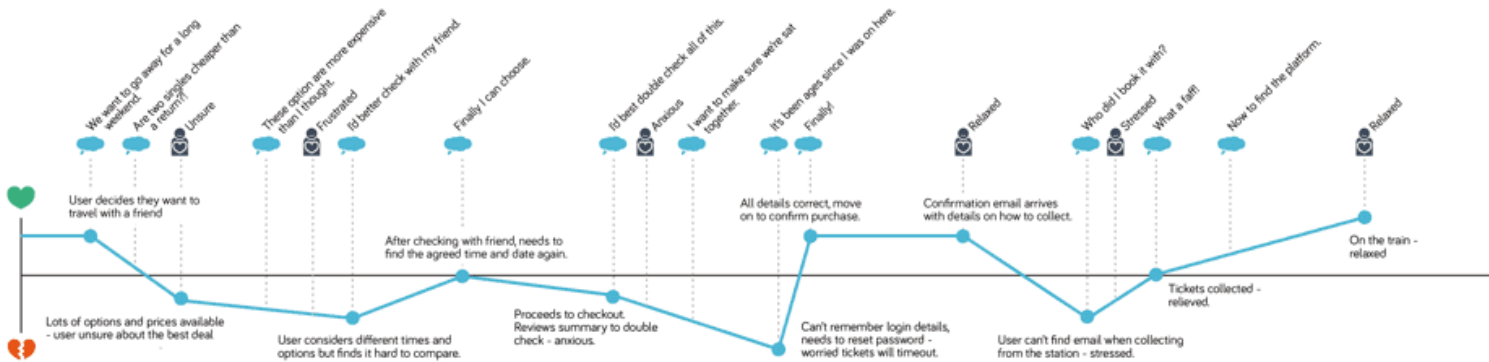 We want to go away for a long
weekend.
Are two singles cheaper than
a return?!
Unsure
These option are more expensive
than I thought.
Frustrated
I'd better check with my friend.
Finally I can choose.
I'd best double check all of this.
Anxious
I want to make sure we're sat
together.
It's been ages since I was on here.
Finally!
Relaxed
Who did I book it with?
Stressed
What a faff!
Now to find the platform.
Relaxed
User decides they want to
travel with a friend
Lots of options and prices available
- user unsure about the best deal
User considers different times and
options but finds it hard to compare.
After checking with friend, needs to
find the agreed time and date again.
Proceeds to checkout.
Reviews summary to double
check - anxious.
Can't remember login details,
needs to reset password -
worried tickets will timeout.
All details correct, move
on to confirm purchase.
Confirmation email arrives
with details on how to collect.
User can't find email when collecting
from the station - stressed.
Tickets collected -
relieved.
On the train -
relaxed